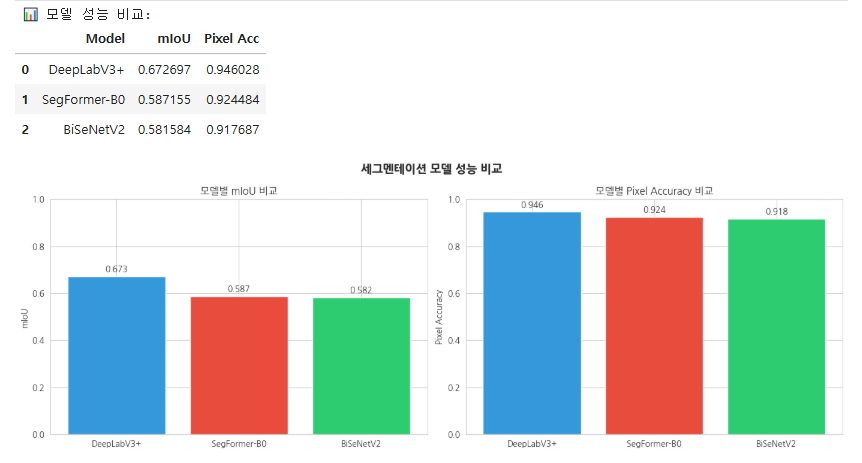 📊 모델 성능 비교:
Model mIoU Pixel Acc
0 DeepLabV3+ 0.672697 0.946028
1 SegFormer-B0 0.587155 0.924484
2 BiSeNetV2 0.581584 0.917687
세그멘테이션 모델 성능 비교
모델별 mIoU 비교
1.0
0.8
0.6
0.4
0.2
0.0
mIoU
0.673
0.587
0.582
DeepLabV3+ SegFormer-B0 BiSeNetV2
모델별 Pixel Accuracy 비교
1.0
0.8
0.6
0.4
0.2
0.0
Pixel Accuracy
0.946
0.924
0.918
DeepLabV3+ SegFormer-B0 BiSeNetV2